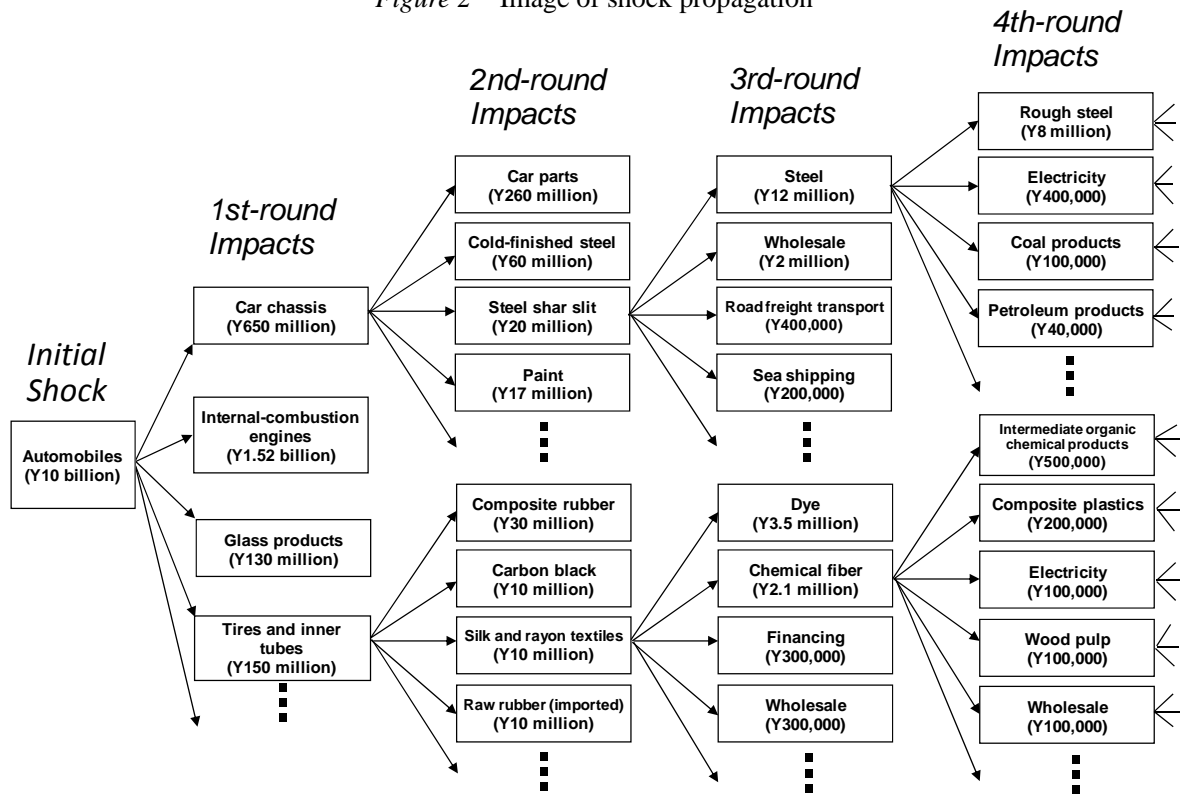 Figure 2 Image of shock propagation
4th-round
Impacts
2nd-round
Impacts
3rd-round
Impacts
1st-round
Impacts
Initial
Shock
Automobiles
(Y10 billion)
Car chassis
(Y650 million)
Internal-combustion
engines
(Y1.52 billion)
Glass products
(Y130 million)
Tires and inner
tubes
(Y150 million)
Car parts
(Y260 million)
Cold-finished steel
(Y60 million)
Steel shar slit
(Y20 million)
Paint
(Y17 million)
Composite rubber
(Y30 million)
Carbon black
(Y10 million)
Silk and rayon textiles
(Y10 million)
Raw rubber (imported)
(Y10 million)
Steel
(Y12 million)
Wholesale
(Y2 million)
Road freight transport
(Y400,000)
Sea shipping
(Y200,000)
Dye
(Y3.5 million)
Chemical fiber
(Y2.1 million)
Financing
(Y300,000)
Wholesale
(Y300,000)
Rough steel
(Y8 million)
Electricity
(Y400,000)
Coal products
(Y100,000)
Petroleum products
(Y40,000)
Intermediate organic
chemical products
(Y500,000)
Composite plastics
(Y200,000)
Electricity
(Y100,000)
Wood pulp
(Y100,000)
Wholesale
(Y100,000)